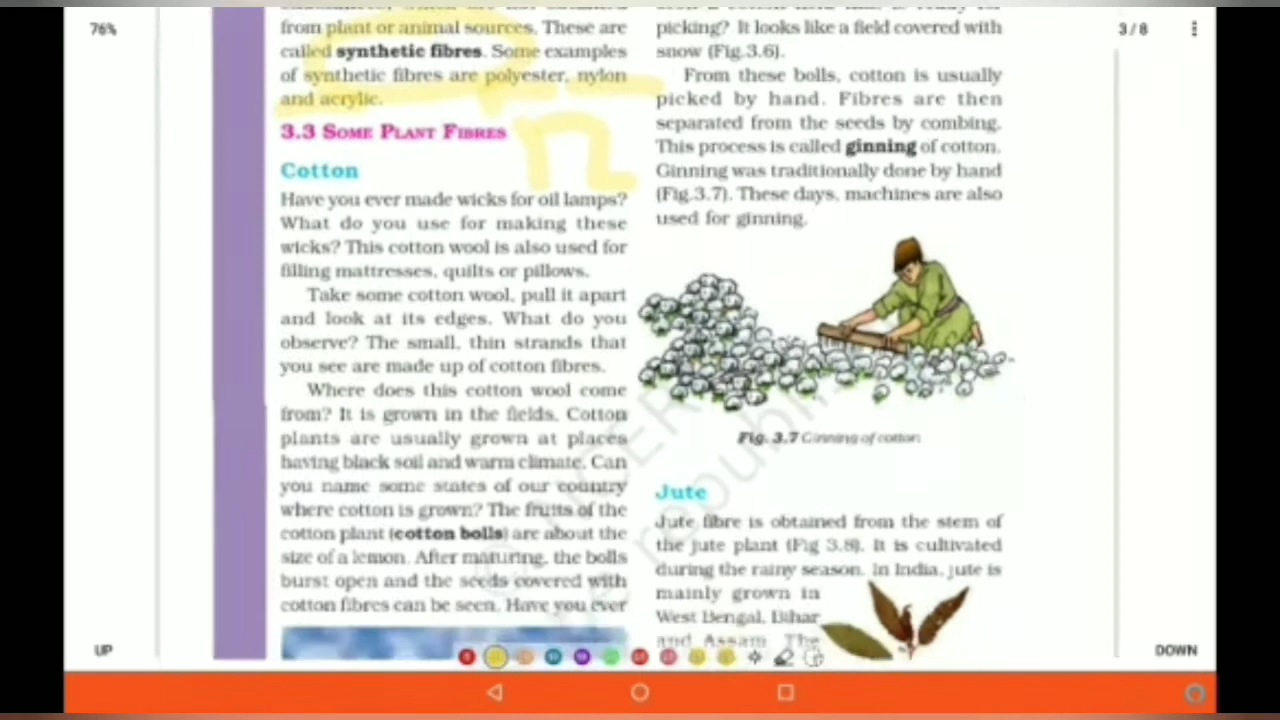 76%
3 / 8
from plant or animal sources. These are
called synthetic fibres. Some examples
of synthetic fibres are polyester, nylon
and acrylic.
3.3 SOME PLANT FIBRES
Cotton
Have you ever made wicks for oil lamps?
What do you use for making these
wicks? This cotton wool is also used for
filling mattresses, quilts or pillows.
Take some cotton wool, pull it apart
and look at its edges. What do you
observe? The small, thin strands that
you see are made up of cotton fibres.
Where does this cotton wool come
from? It is grown in the fields. Cotton
plants are usually grown at places
having black soil and warm climate. Can
you name some states of our country
where cotton is grown? The fruits of the
cotton plant (cotton bolls) are about the
size of a lemon. After maturing, the bolls
burst open and the seeds covered with
cotton fibres can be seen. Have you ever
picking? It looks like a field covered with
snow (Fig.3.6).
From these bolls, cotton is usually
picked by hand. Fibres are then
separated from the seeds by combing.
This process is called ginning of cotton.
Ginning was traditionally done by hand
(Fig.3.7). These days, machines are also
used for ginning.
Fig. 3.7 Ginning of cotton
Jute
Jute fibre is obtained from the stem of
the jute plant (Fig 3.8). It is cultivated
during the rainy season. In India, jute is
mainly grown in
West Bengal, Bihar
and Assam. The
UP
DOWN